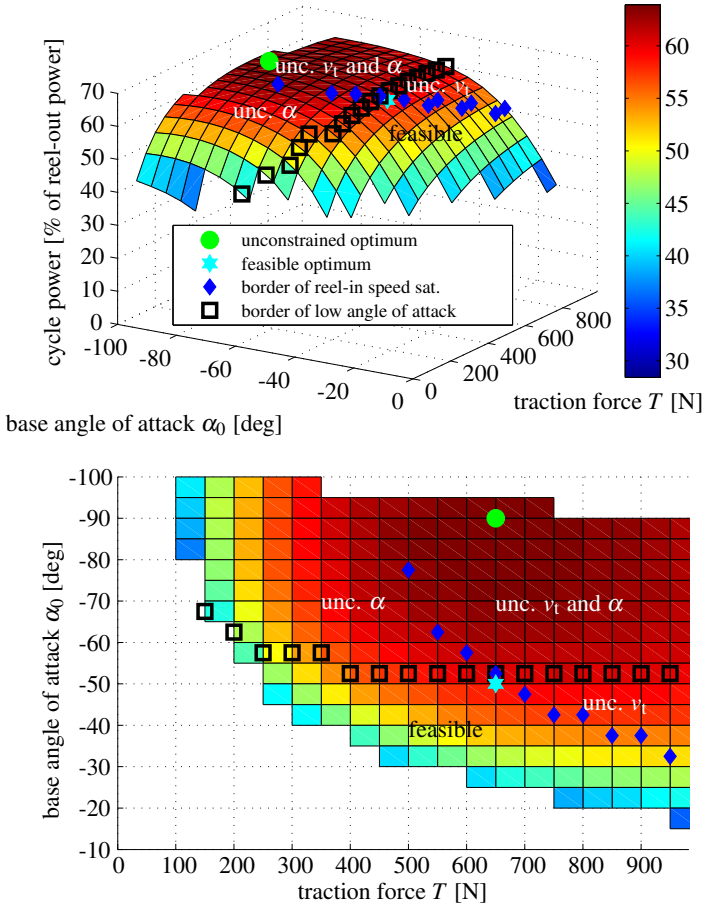 70
60
50
40
30
20
10
0
cycle power [% of reel-out power]
unc. vt and α
unc. vt
unc. α
feasible
unconstrained optimum
feasible optimum
border of reel-in speed sat.
border of low angle of attack
-100
-80
-60
-40
-20
0
base angle of attack α0 [deg]
0
200
400
600
800
traction force T [N]
60
55
50
45
40
35
30
-100
-90
-80
-70
-60
-50
-40
-30
-20
-10
base angle of attack α0 [deg]
unc. α
unc. vt and α
unc. vt
feasible
0 100 200 300 400 500 600 700 800 900
traction force T [N]